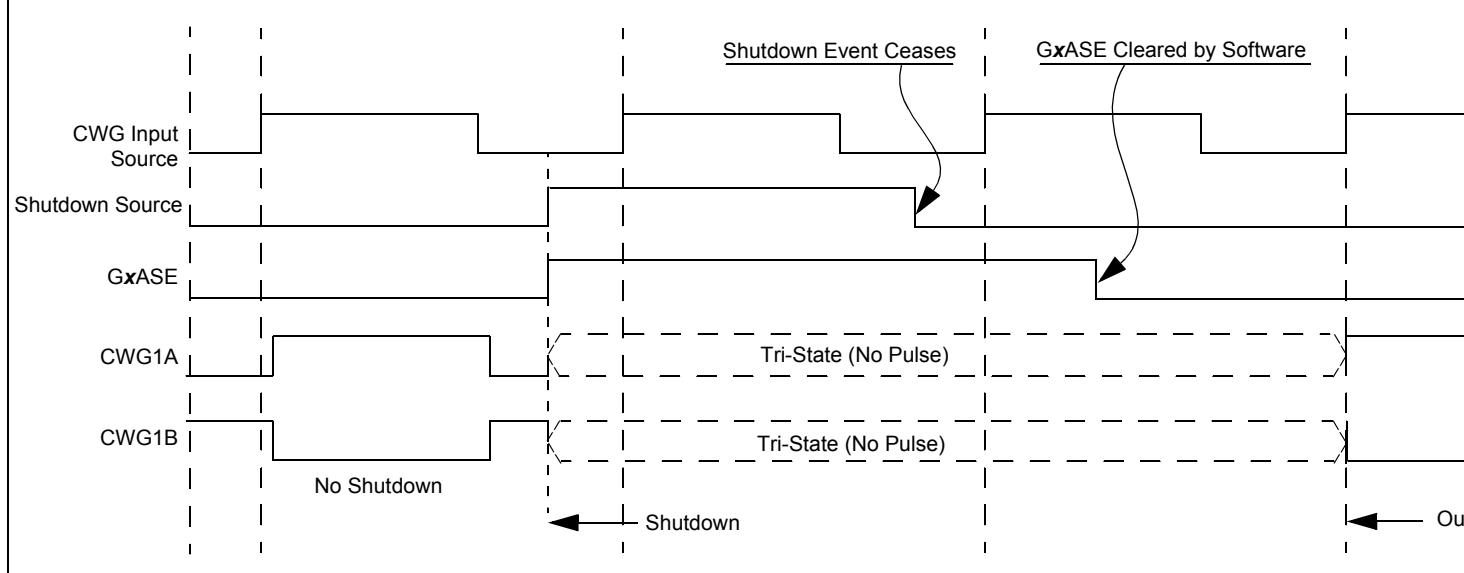 Shutdown Event Ceases
GxASE Cleared by Software
CWG Input
Source
Shutdown Source
GxASE
CWG1A
Tri-State (No Pulse)
CWG1B
Tri-State (No Pulse)
No Shutdown
Shutdown
Ou